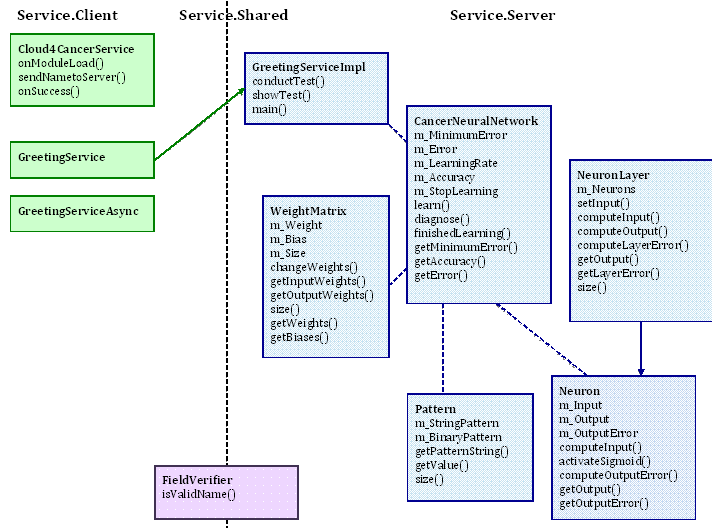 Service.Client
Service.Shared
Service.Server
Cloud4CancerService
onModuleLoad()
sendNametoServer()
onSuccess()
GreetingService
GreetingServiceAsync
GreetingServiceImpl
conductTest()
showTest()
main()
CancerNeuralNetwork
m_MinimumError
m_Error
m_LearningRate
m_Accuracy
m_StopLearning
learn()
diagnose()
finishedLearning()
getMinimumError()
getAccuracy()
getError()
WeightMatrix
m_Weight
m_Bias
m_Size
changeWeights()
getInputWeights()
getOutputWeights()
size()
getWeights()
getBiases()
NeuronLayer
m_Neurons
setInput()
computeInput()
computeOutput()
computeLayerError()
getOutput()
getLayerError()
size()
Pattern
m_StringPattern
m_BinaryPattern
getPatternString()
getValue()
size()
Neuron
m_Input
m_Output
m_OutputError
computeInput()
activateSigmoid()
computeOutputError()
getOutput()
getOutputError()
FieldVerifier
isValidName()